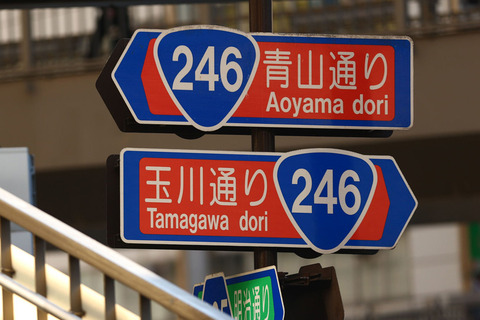 246 青山通り
Aoyama dori
玉川通り 246
Tamagawa dori
明治通り